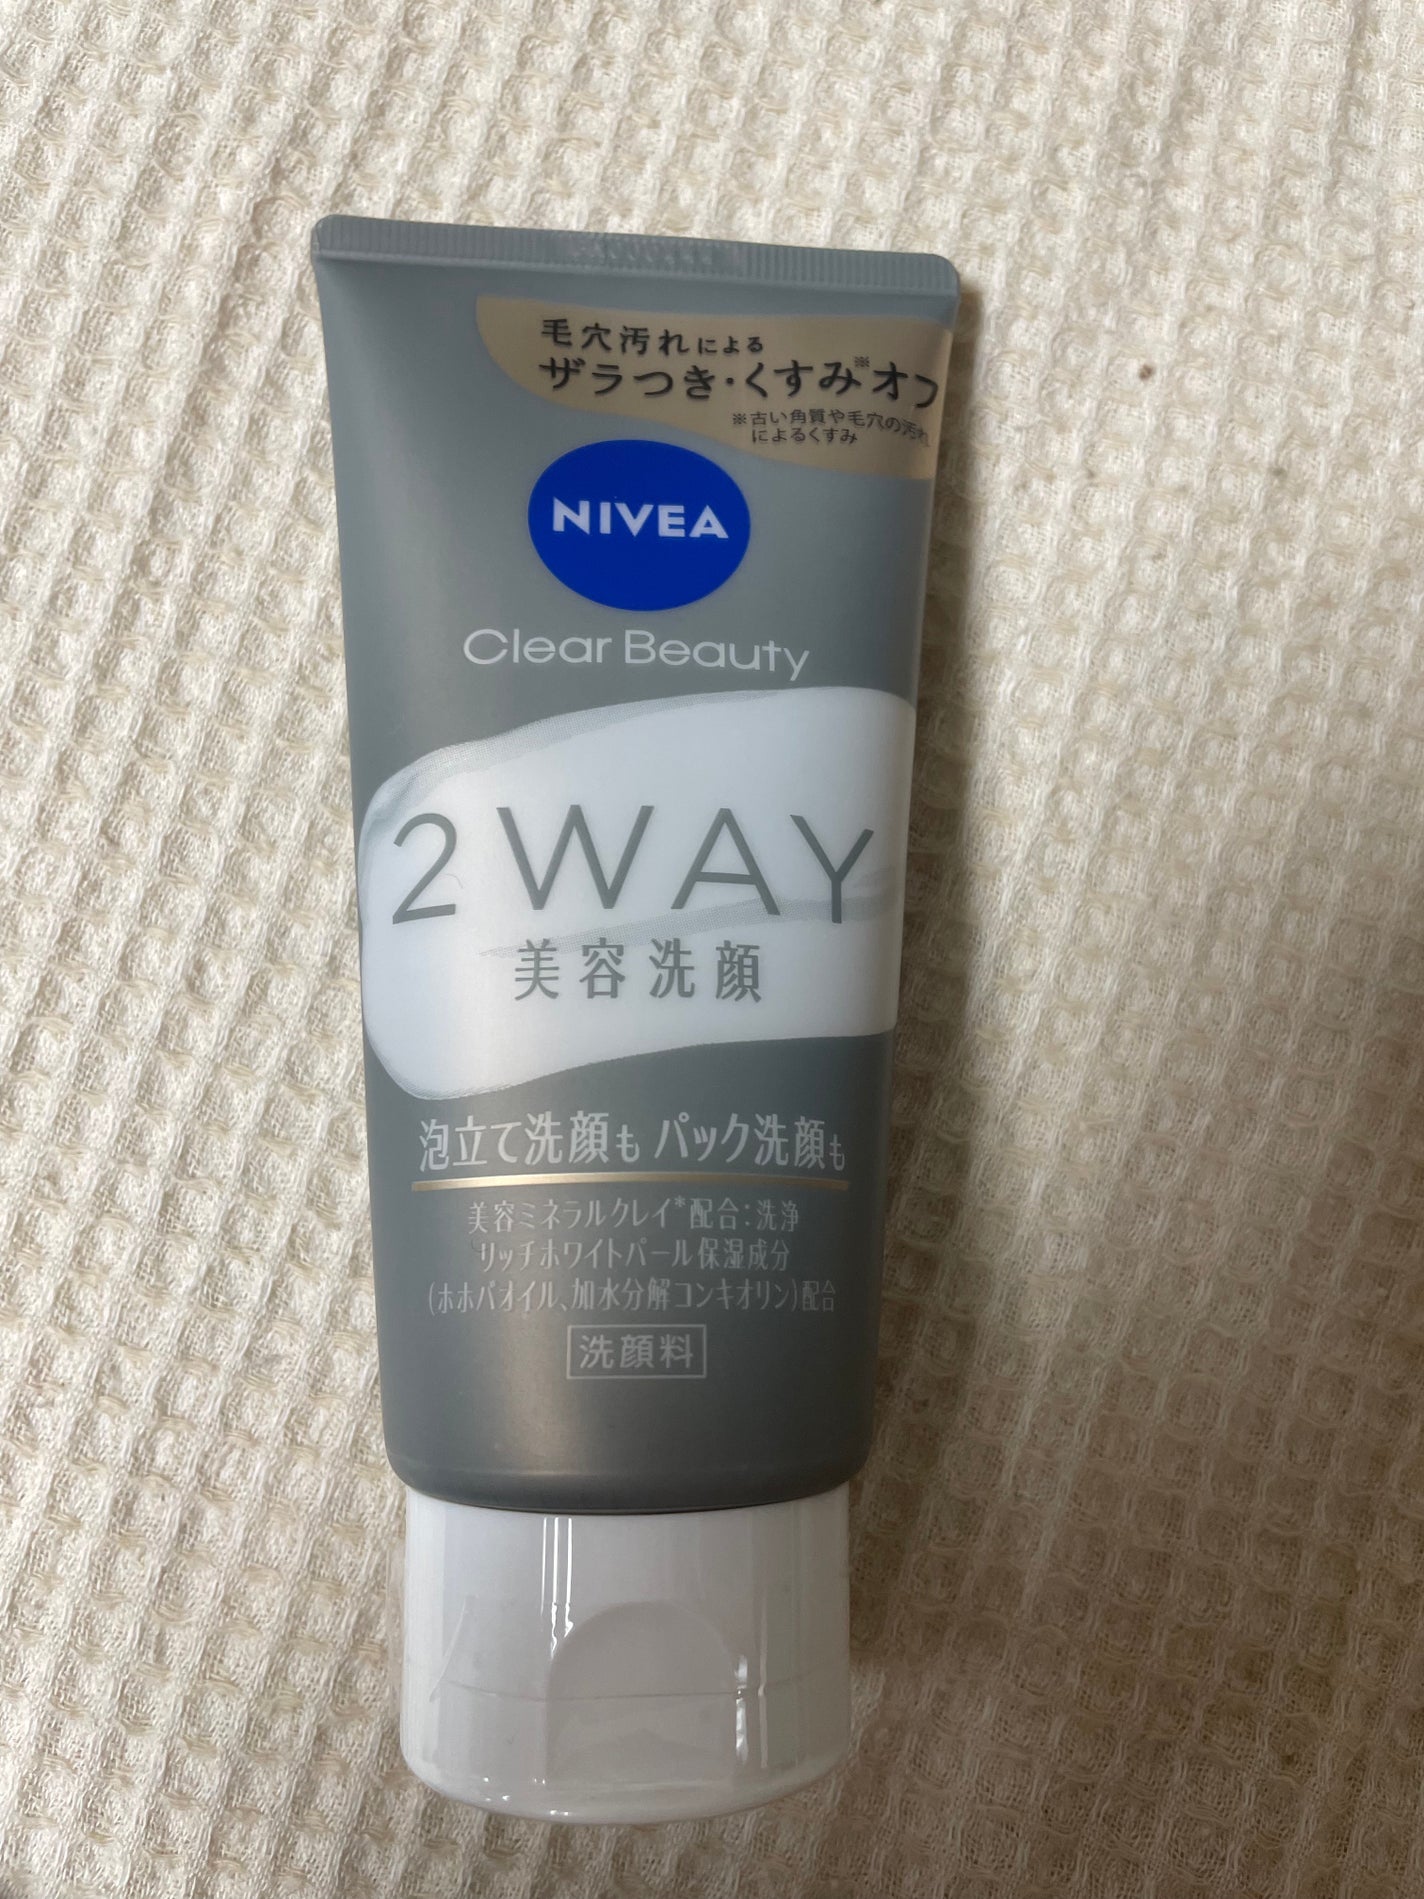 毛穴汚れによる
ザラつき・くすみ※オフ
※古い角質や毛穴の汚れ
によるくすみ
NIVEA
Clear Beauty
2WAY
美容洗顔
泡立て洗顔も パック洗顔も
美容ミネラルクレイ*配合:洗浄
リッチホワイトパール保湿成分
(ホホバオイル、加水分解コンキオリン)配合
洗顔料